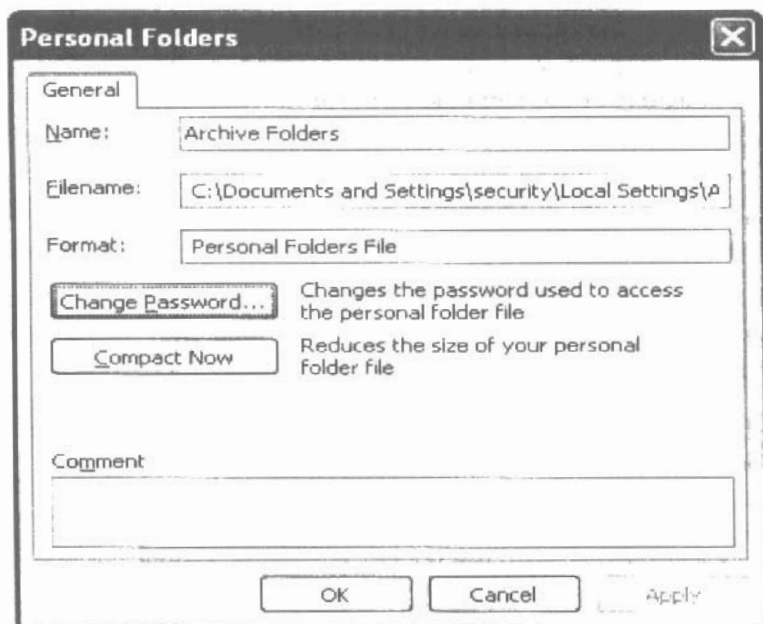 Personal Folders
General
Name: Archive Folders
Filename: C:\Documents and Settings\security\Local Settings\A
Format: Personal Folders File
Change Password... Changes the password used to access
the personal folder file
Compact Now Reduces the size of your personal
folder file
Comment
OK Cancel Apply